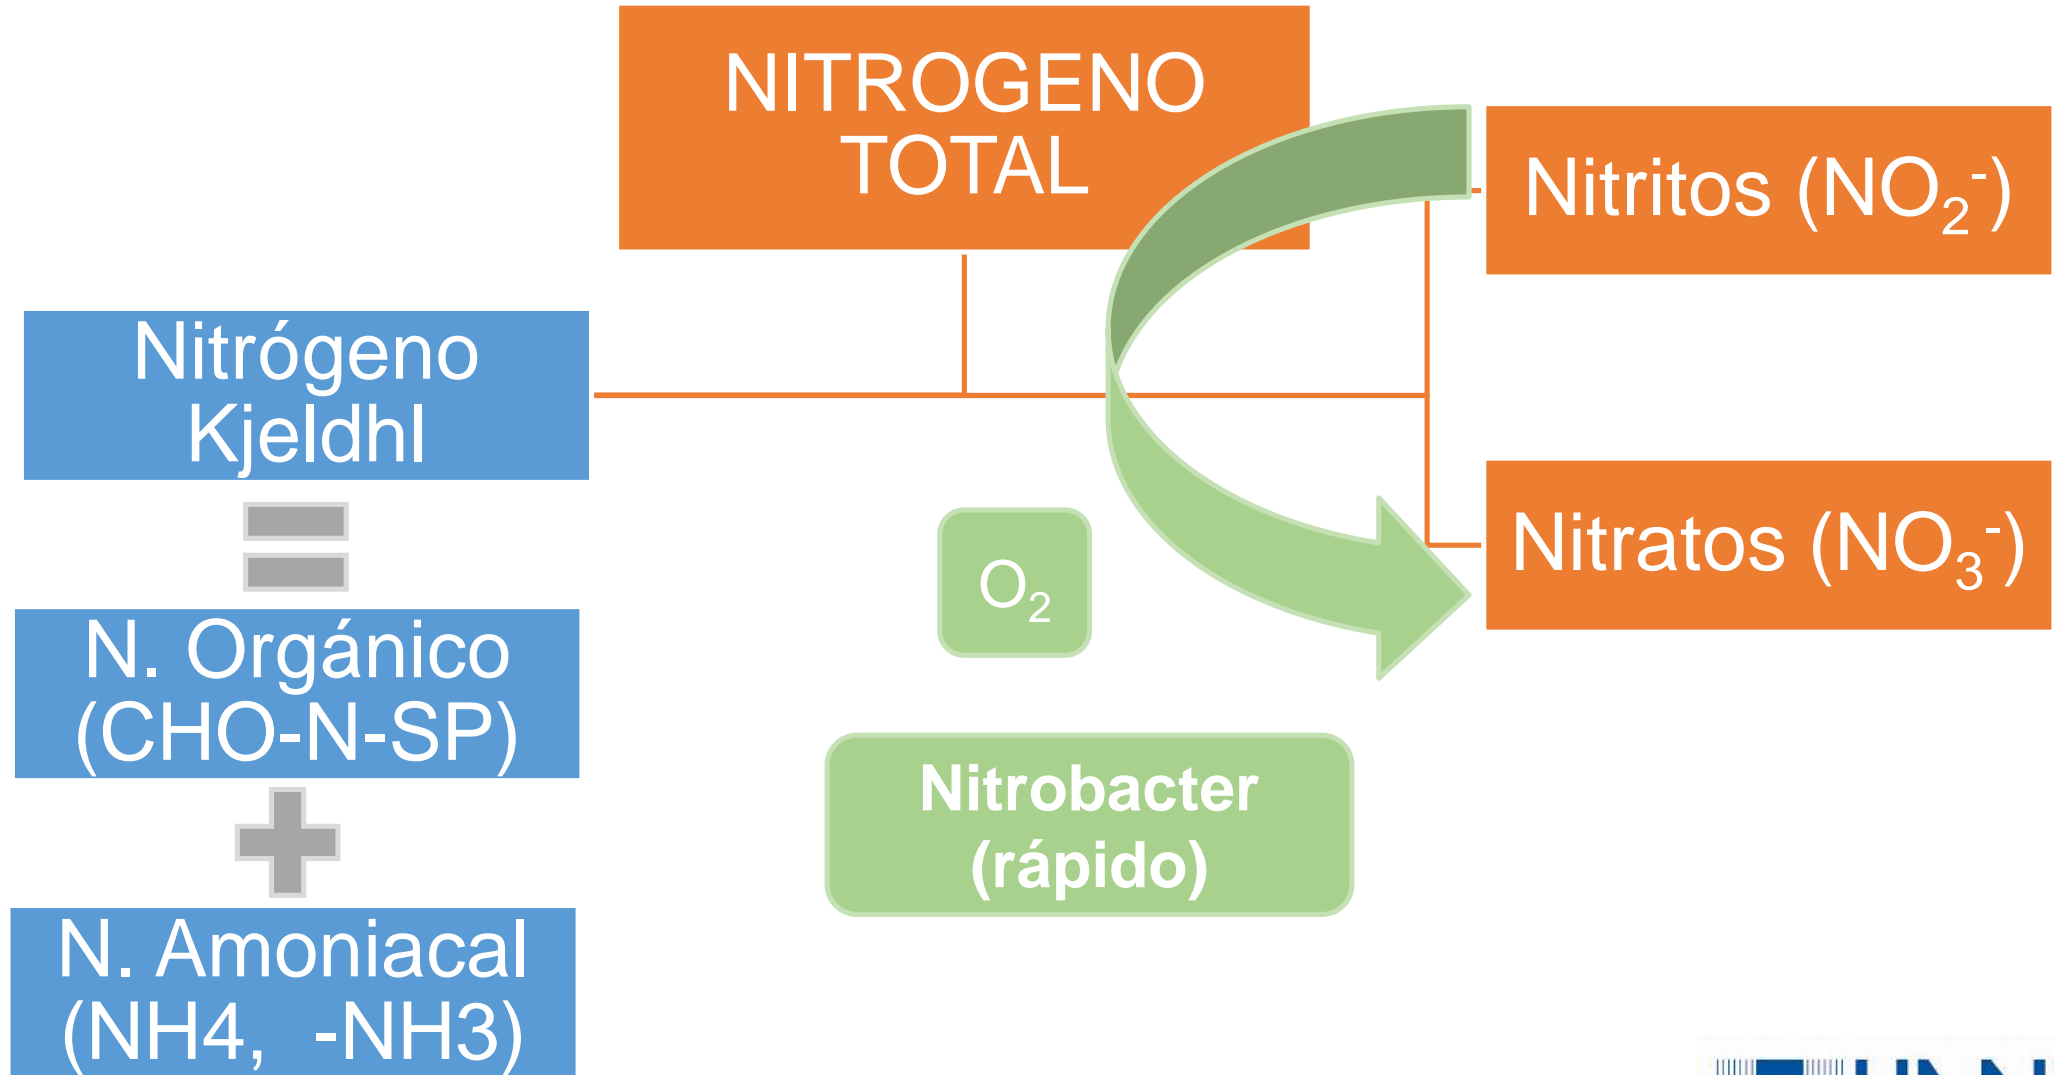 NITROGENO
TOTAL
Nitritos (NO₂⁻)
Nitrógeno
Kjeldhl
Nitratos (NO₃⁻)
O₂
N. Orgánico
(CHO-N-SP)
Nitrobacter
(rápido)
N. Amoniacal
(NH4, -NH3)